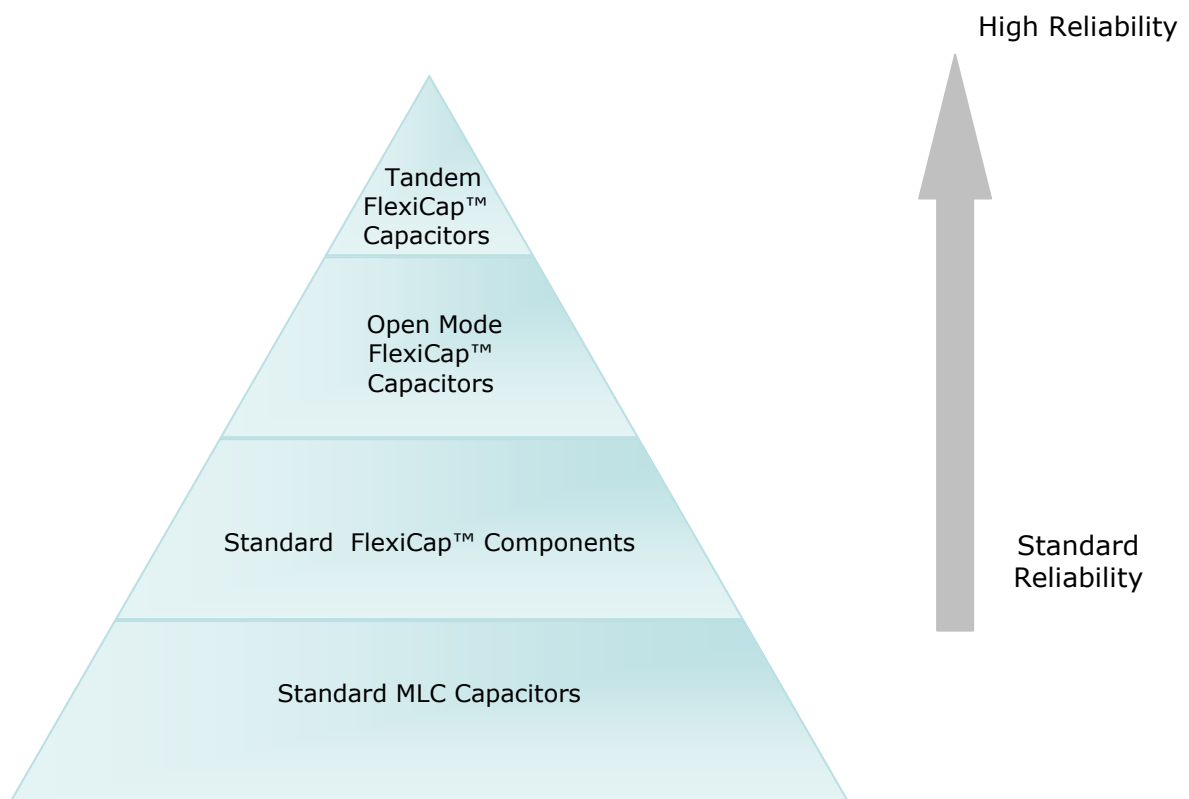 High Reliability
Tandem
FlexiCap™
Capacitors
Open Mode
FlexiCap™
Capacitors
Standard FlexiCap™ Components
Standard
Reliability
Standard MLC Capacitors